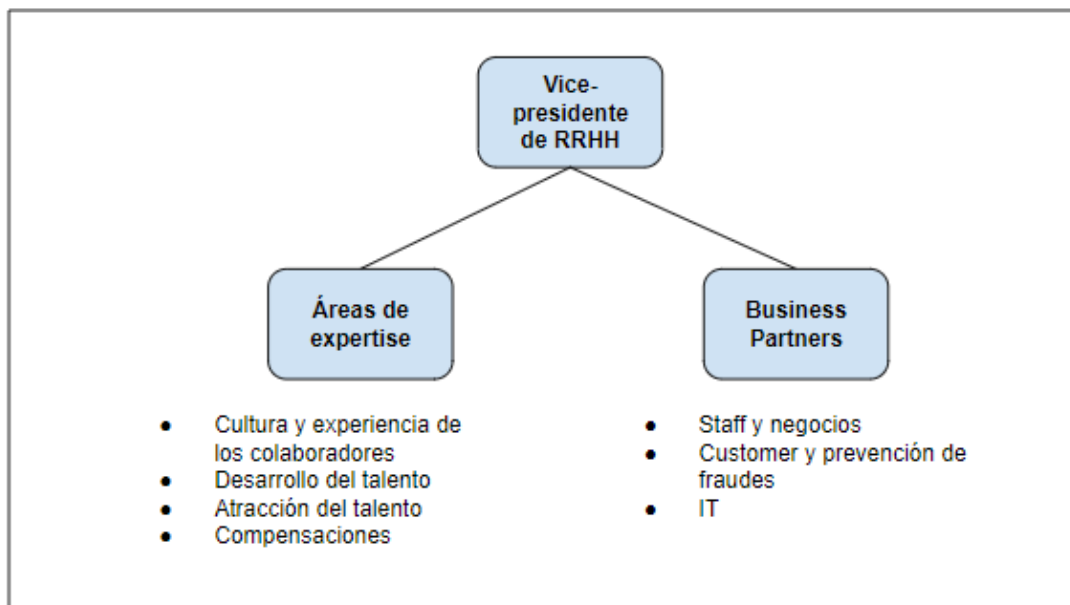 Vice-
presidente
de RRHH
Áreas de
expertise
Business
Partners
● Cultura y experiencia de
los colaboradores
● Desarrollo del talento
● Atracción del talento
● Compensaciones
● Staff y negocios
● Customer y prevención de
fraudes
● IT